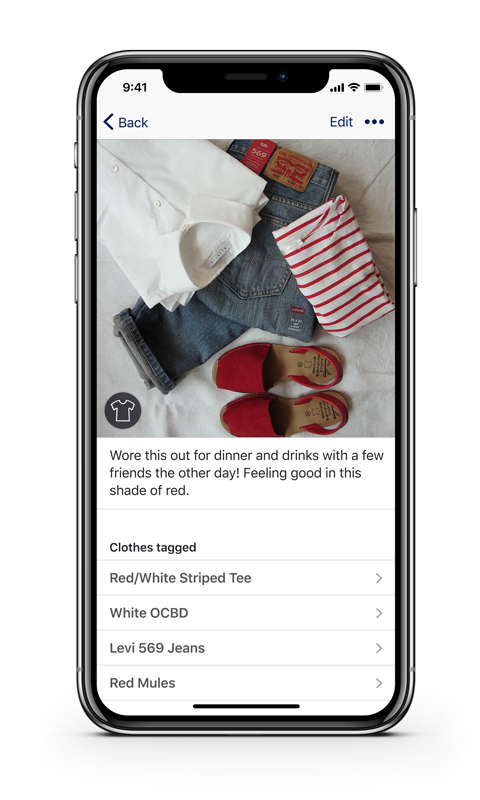 9:41
Back
Edit
569
Wore this out for dinner and drinks with a few
friends the other day! Feeling good in this
shade of red.
Clothes tagged
Red/White Striped Tee
White OCBD
Levi 569 Jeans
Red Mules